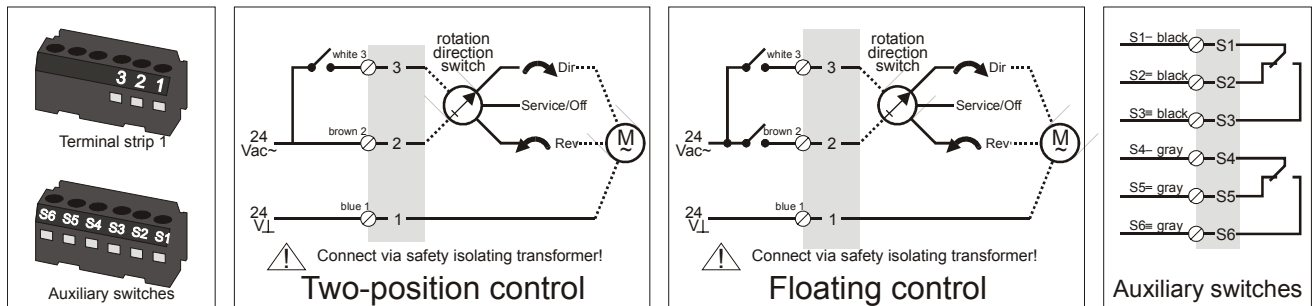 3 2 1
Terminal strip 1
S6 S5 S4 S3 S2 S1
Auxiliary switches
rotation
direction
switch
white 3
3
Dir
Service/Off
24
Vac~
brown 2
2
Rev
M
~
24
V⊥
blue 1
1
! Connect via safety isolating transformer!
Two-position control
rotation
direction
switch
white 3
3
Dir
Service/Off
24
Vac~
brown 2
2
Rev
M
~
24
V⊥
blue 1
1
! Connect via safety isolating transformer!
Floating control
S1− black S1
S2= black S2
S3≡ black S3
S4− gray S4
S5= gray S5
S6≡ gray S6
Auxiliary switches